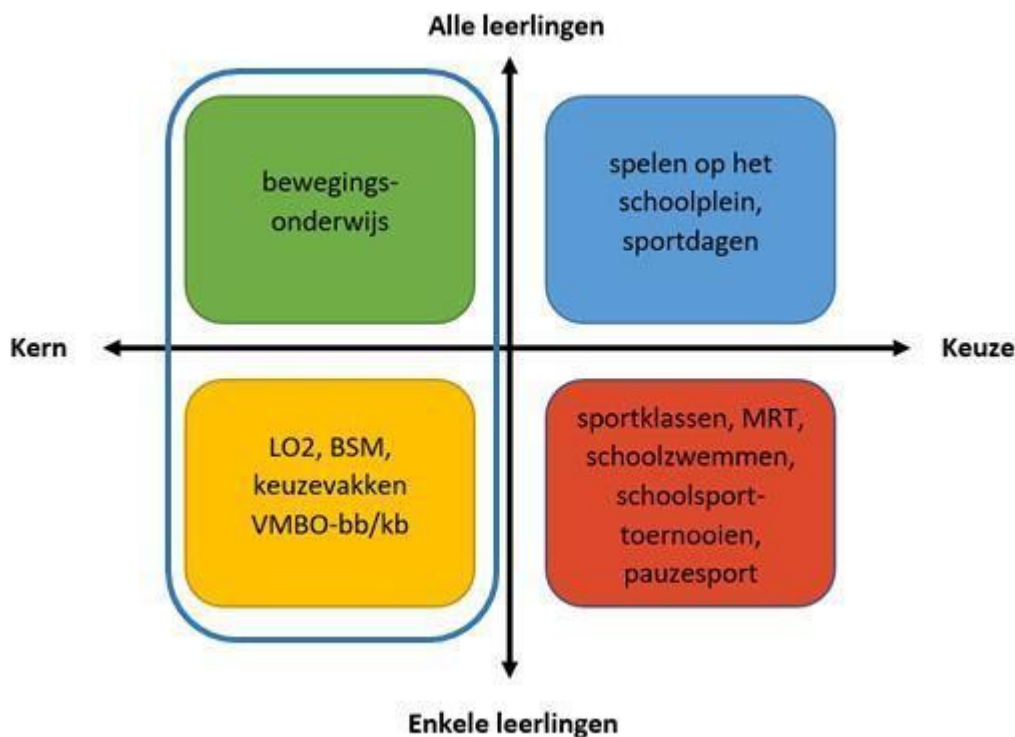 Alle leerlingen
bewegings-
onderwijs
spelen op het
schoolplein,
sportdagen
Kern
Keuze
LO2, BSM,
keuzevakken
VMBO-bb/kb
sportklassen, MRT,
schoolzwemmen,
schoolsport-
toernooien,
pauzesport
Enkele leerlingen